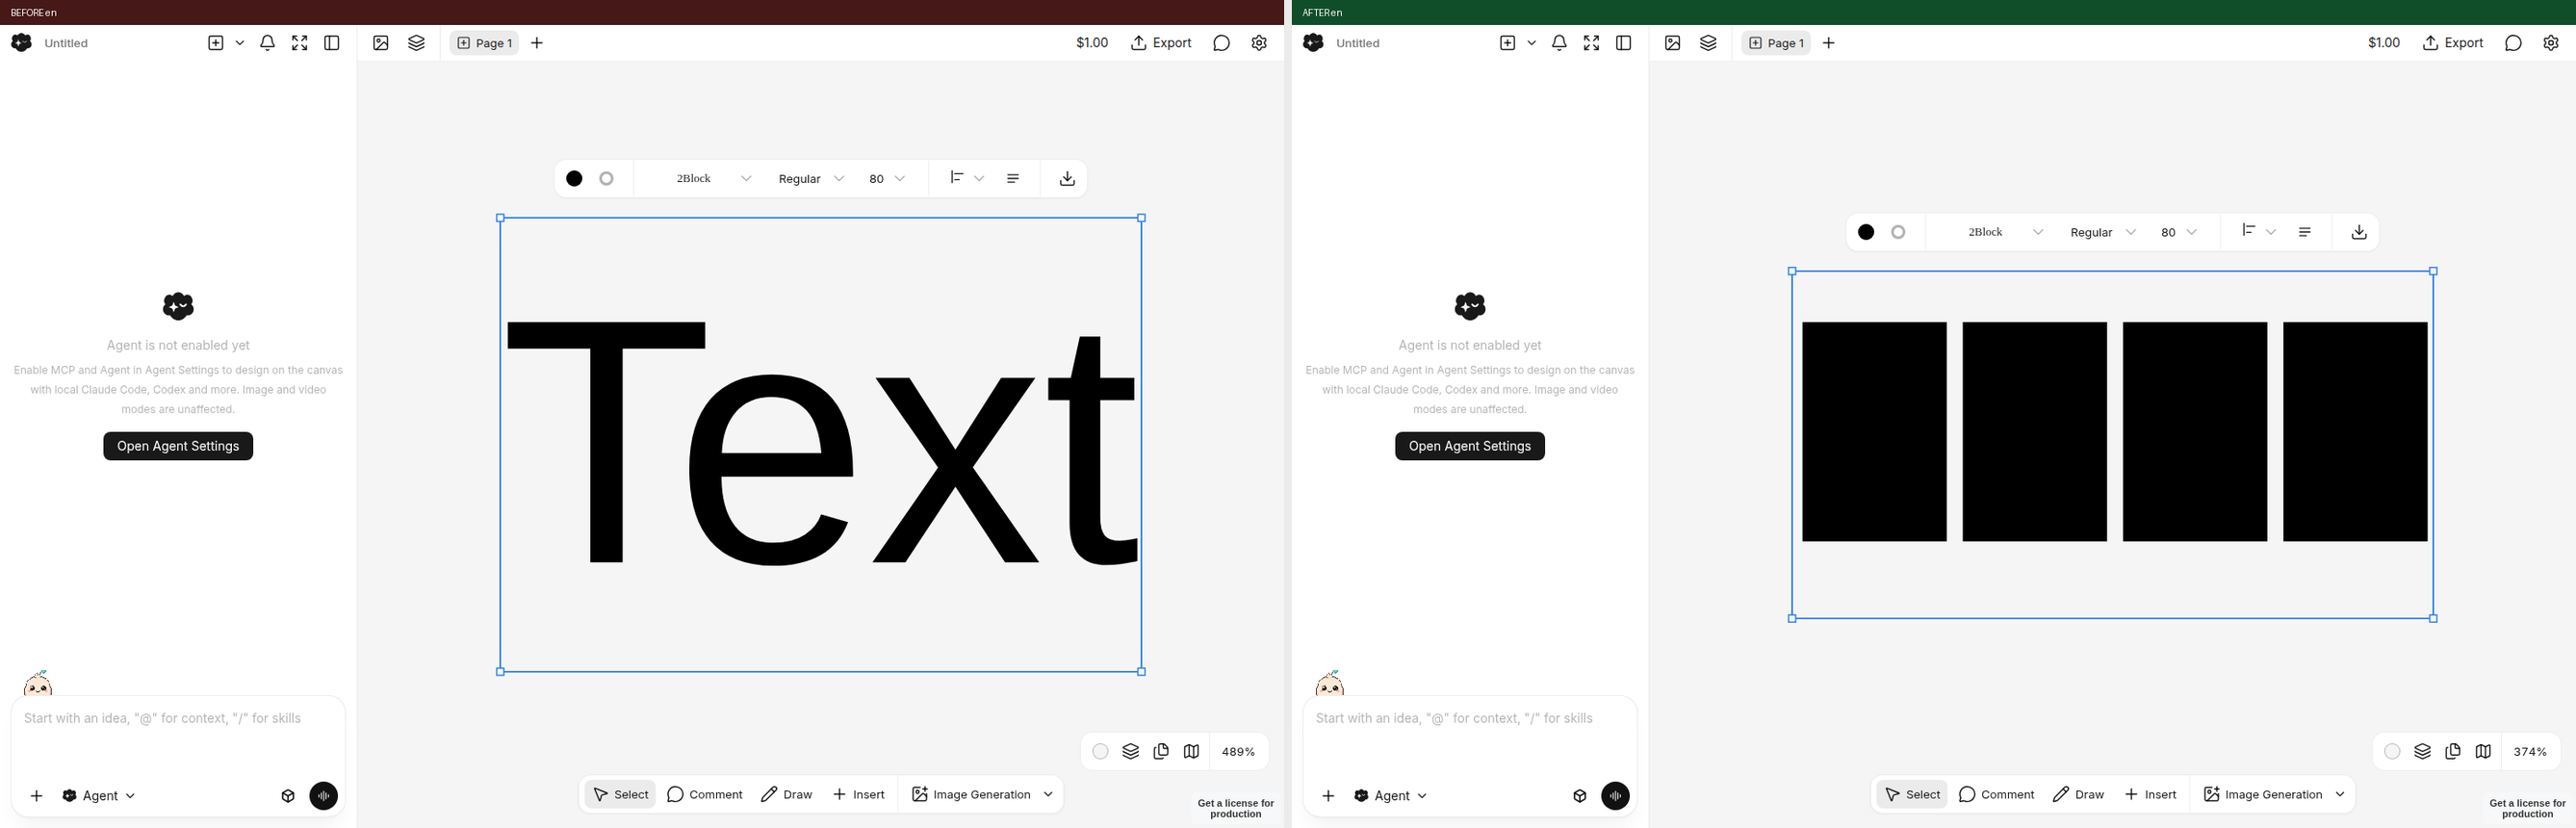 BEFORE en
Untitled
Page 1
$1.00
Export
2Block
Regular
80
Text
Agent is not enabled yet
Enable MCP and Agent in Agent Settings to design on the canvas
with local Claude Code, Codex and more. Image and video
modes are unaffected.
Open Agent Settings
Start with an idea, "@" for context, "/" for skills
Agent
489%
Select
Comment
Draw
Insert
Image Generation
Get a license for
production
AFTER en
Untitled
Page 1
$1.00
Export
2Block
Regular
80
Agent is not enabled yet
Enable MCP and Agent in Agent Settings to design on the canvas
with local Claude Code, Codex and more. Image and video
modes are unaffected.
Open Agent Settings
Start with an idea, "@" for context, "/" for skills
Agent
374%
Select
Comment
Draw
Insert
Image Generation
Get a license for
production